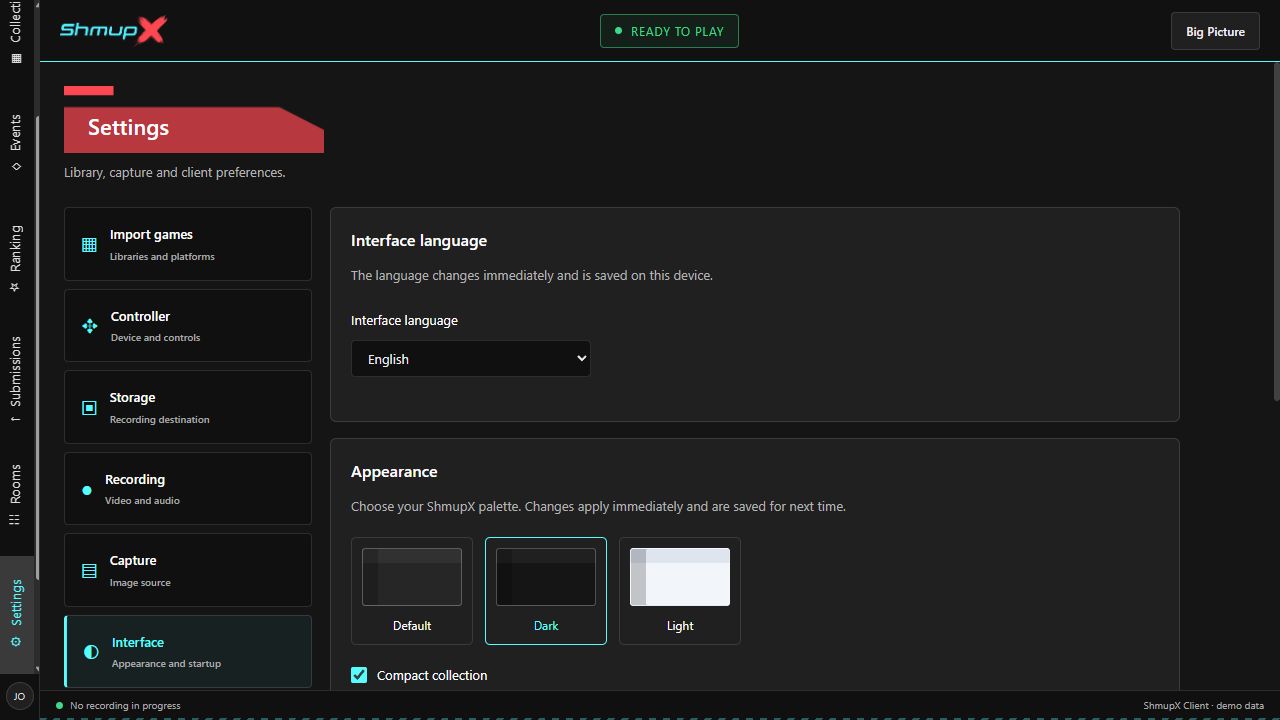 Collecti
Events
Ranking
Submissions
Rooms
Settings
JO
ShmupX
READY TO PLAY
Big Picture
Settings
Library, capture and client preferences.
Import games
Libraries and platforms
Controller
Device and controls
Storage
Recording destination
Recording
Video and audio
Capture
Image source
Interface
Appearance and startup
Interface language
The language changes immediately and is saved on this device.
Interface language
English
Appearance
Choose your ShmupX palette. Changes apply immediately and are saved for next time.
Default
Dark
Light
Compact collection
No recording in progress
ShmupX Client · demo data